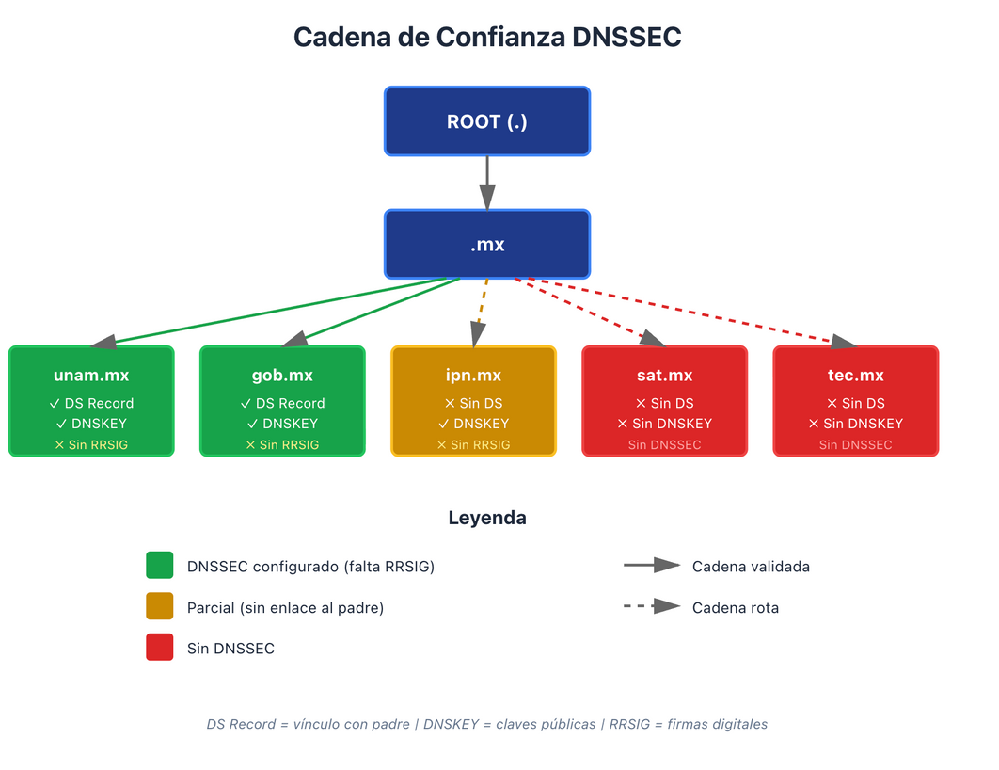 Cadena de Confianza DNSSEC
ROOT (.)
.mx
unam.mx
✓ DS Record
✓ DNSKEY
✕ Sin RRSIG
gob.mx
✓ DS Record
✓ DNSKEY
✕ Sin RRSIG
ipn.mx
✕ Sin DS
✓ DNSKEY
✕ Sin RRSIG
sat.mx
✕ Sin DS
✕ Sin DNSKEY
Sin DNSSEC
tec.mx
✕ Sin DS
✕ Sin DNSKEY
Sin DNSSEC
Leyenda
DNSSEC configurado (falta RRSIG)
Parcial (sin enlace al padre)
Sin DNSSEC
Cadena validada
Cadena rota
DS Record = vínculo con padre | DNSKEY = claves públicas | RRSIG = firmas digitales